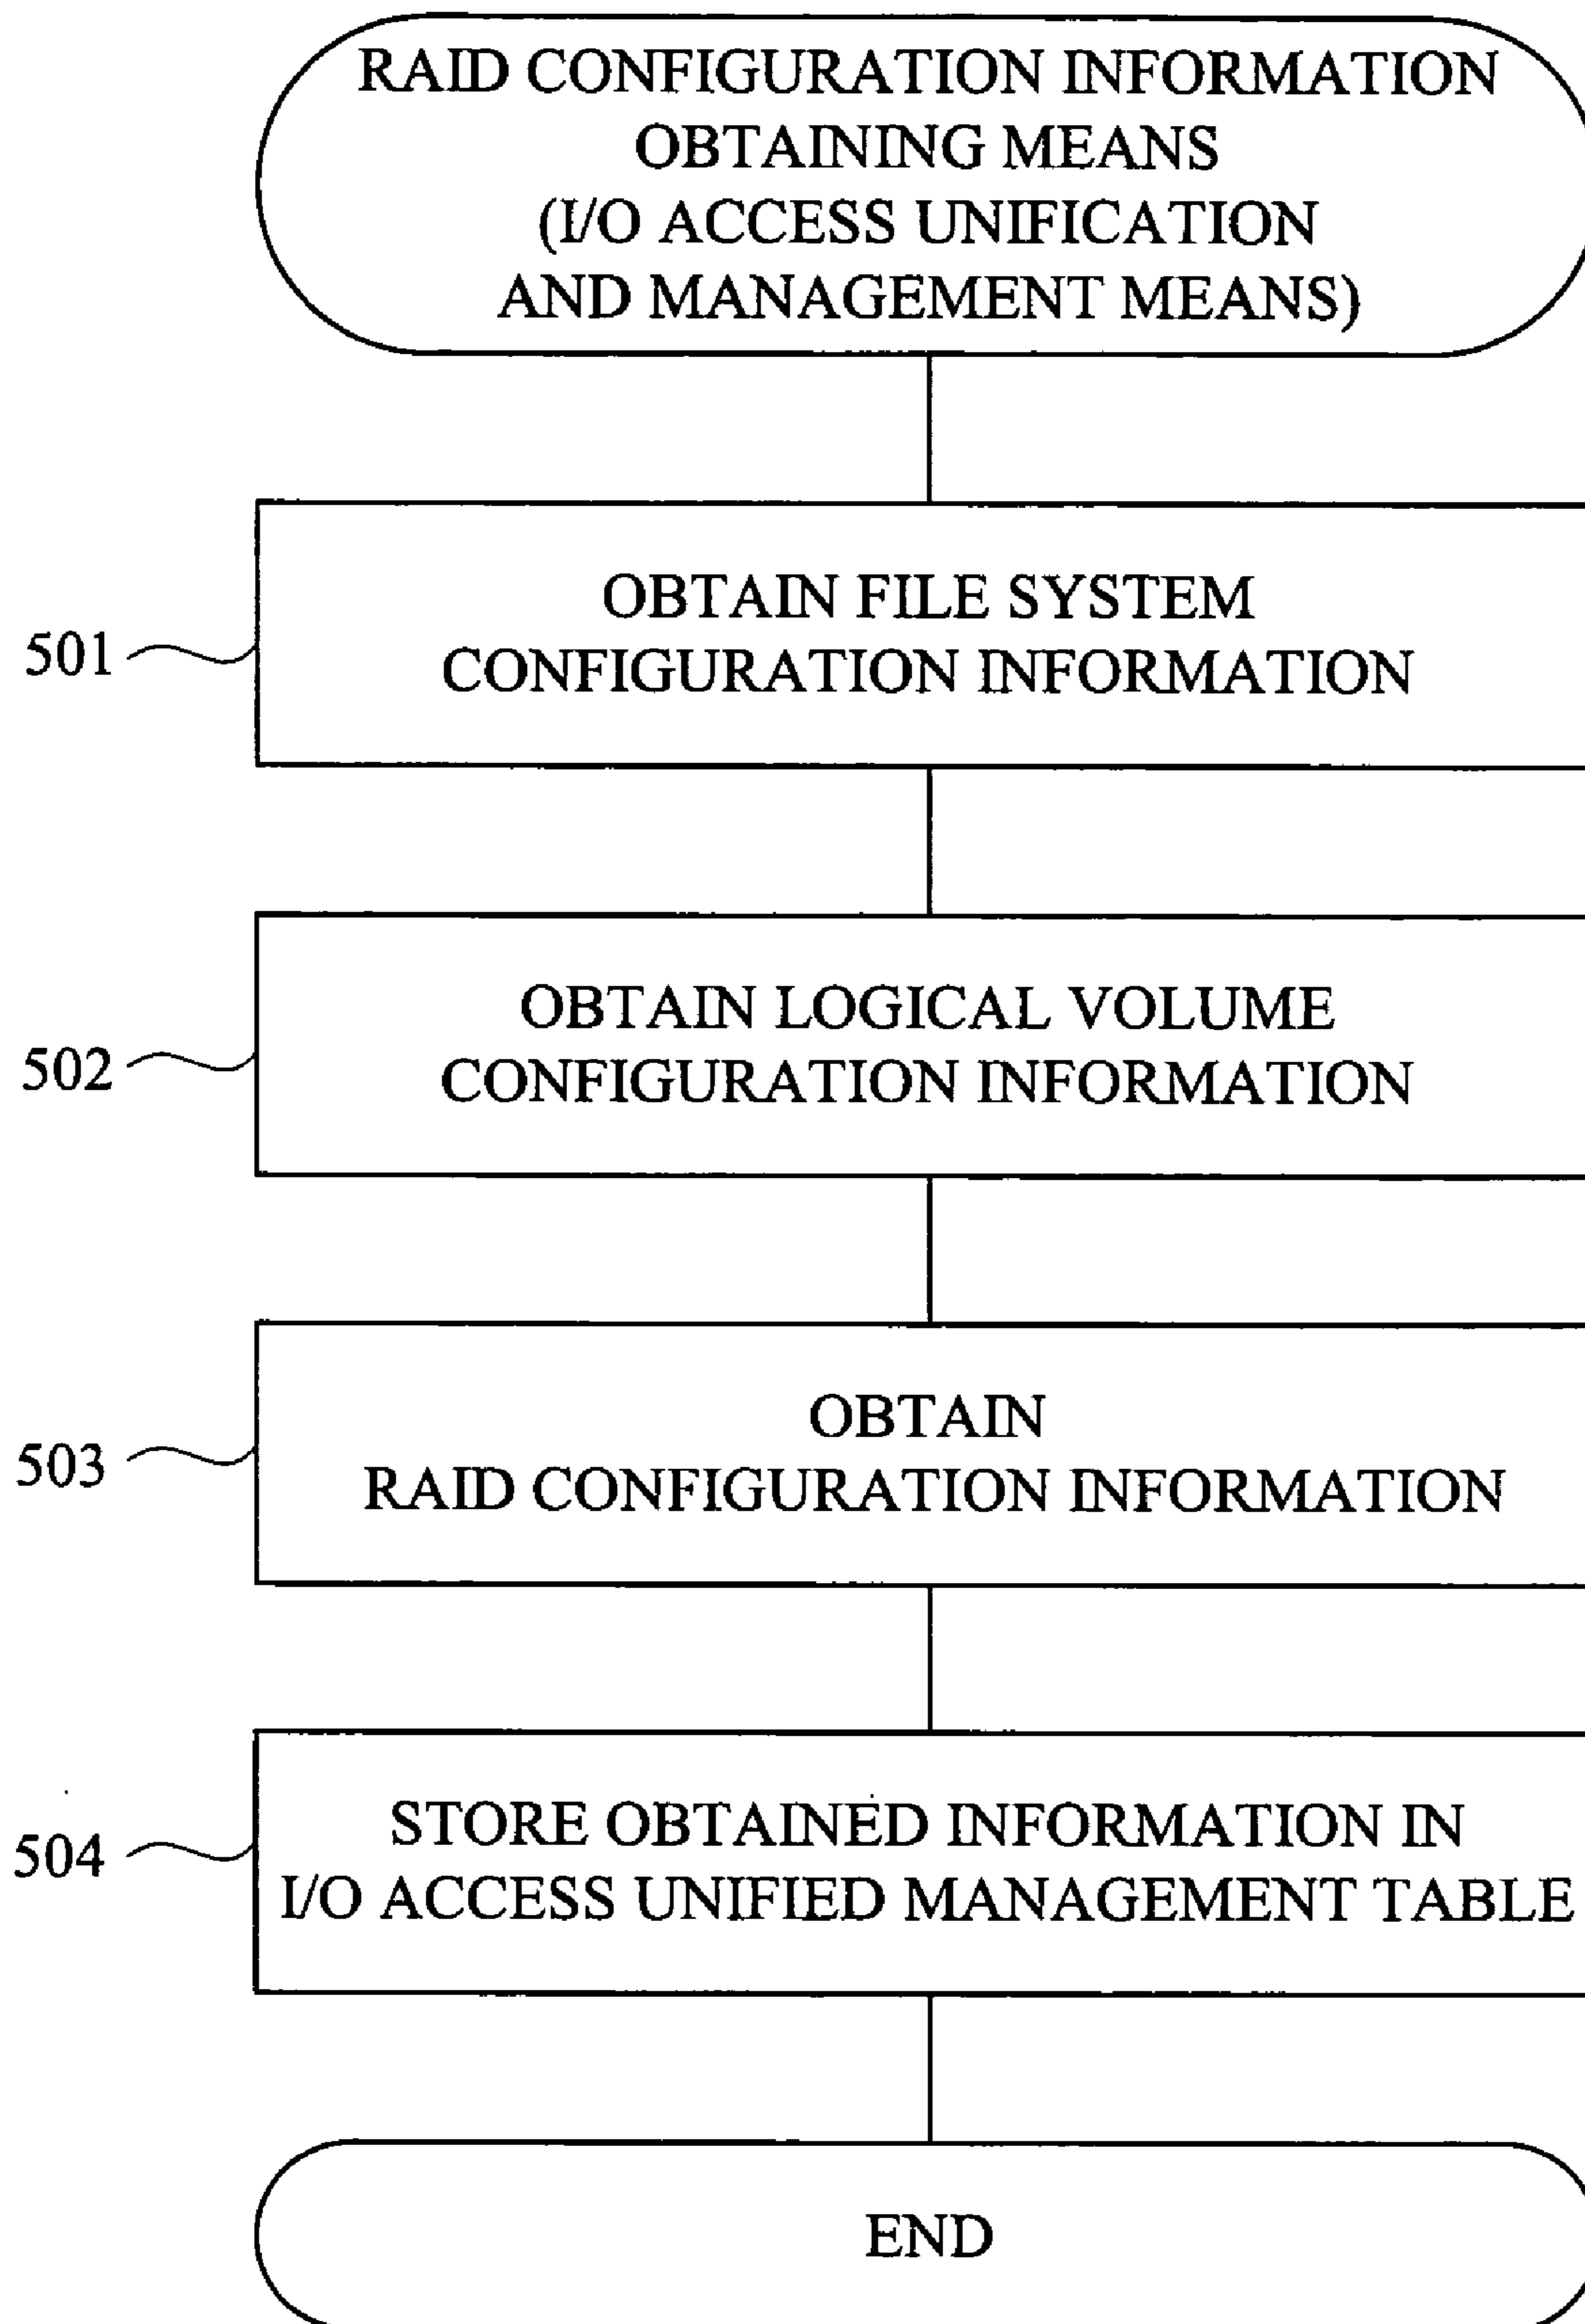 RAID CONFIGURATION INFORMATION
OBTAINING MEANS
(I/O ACCESS UNIFICATION
AND MANAGEMENT MEANS)
501
OBTAIN FILE SYSTEM
CONFIGURATION INFORMATION
502
OBTAIN LOGICAL VOLUME
CONFIGURATION INFORMATION
503
OBTAIN
RAID CONFIGURATION INFORMATION
504
STORE OBTAINED INFORMATION IN
I/O ACCESS UNIFIED MANAGEMENT TABLE
END